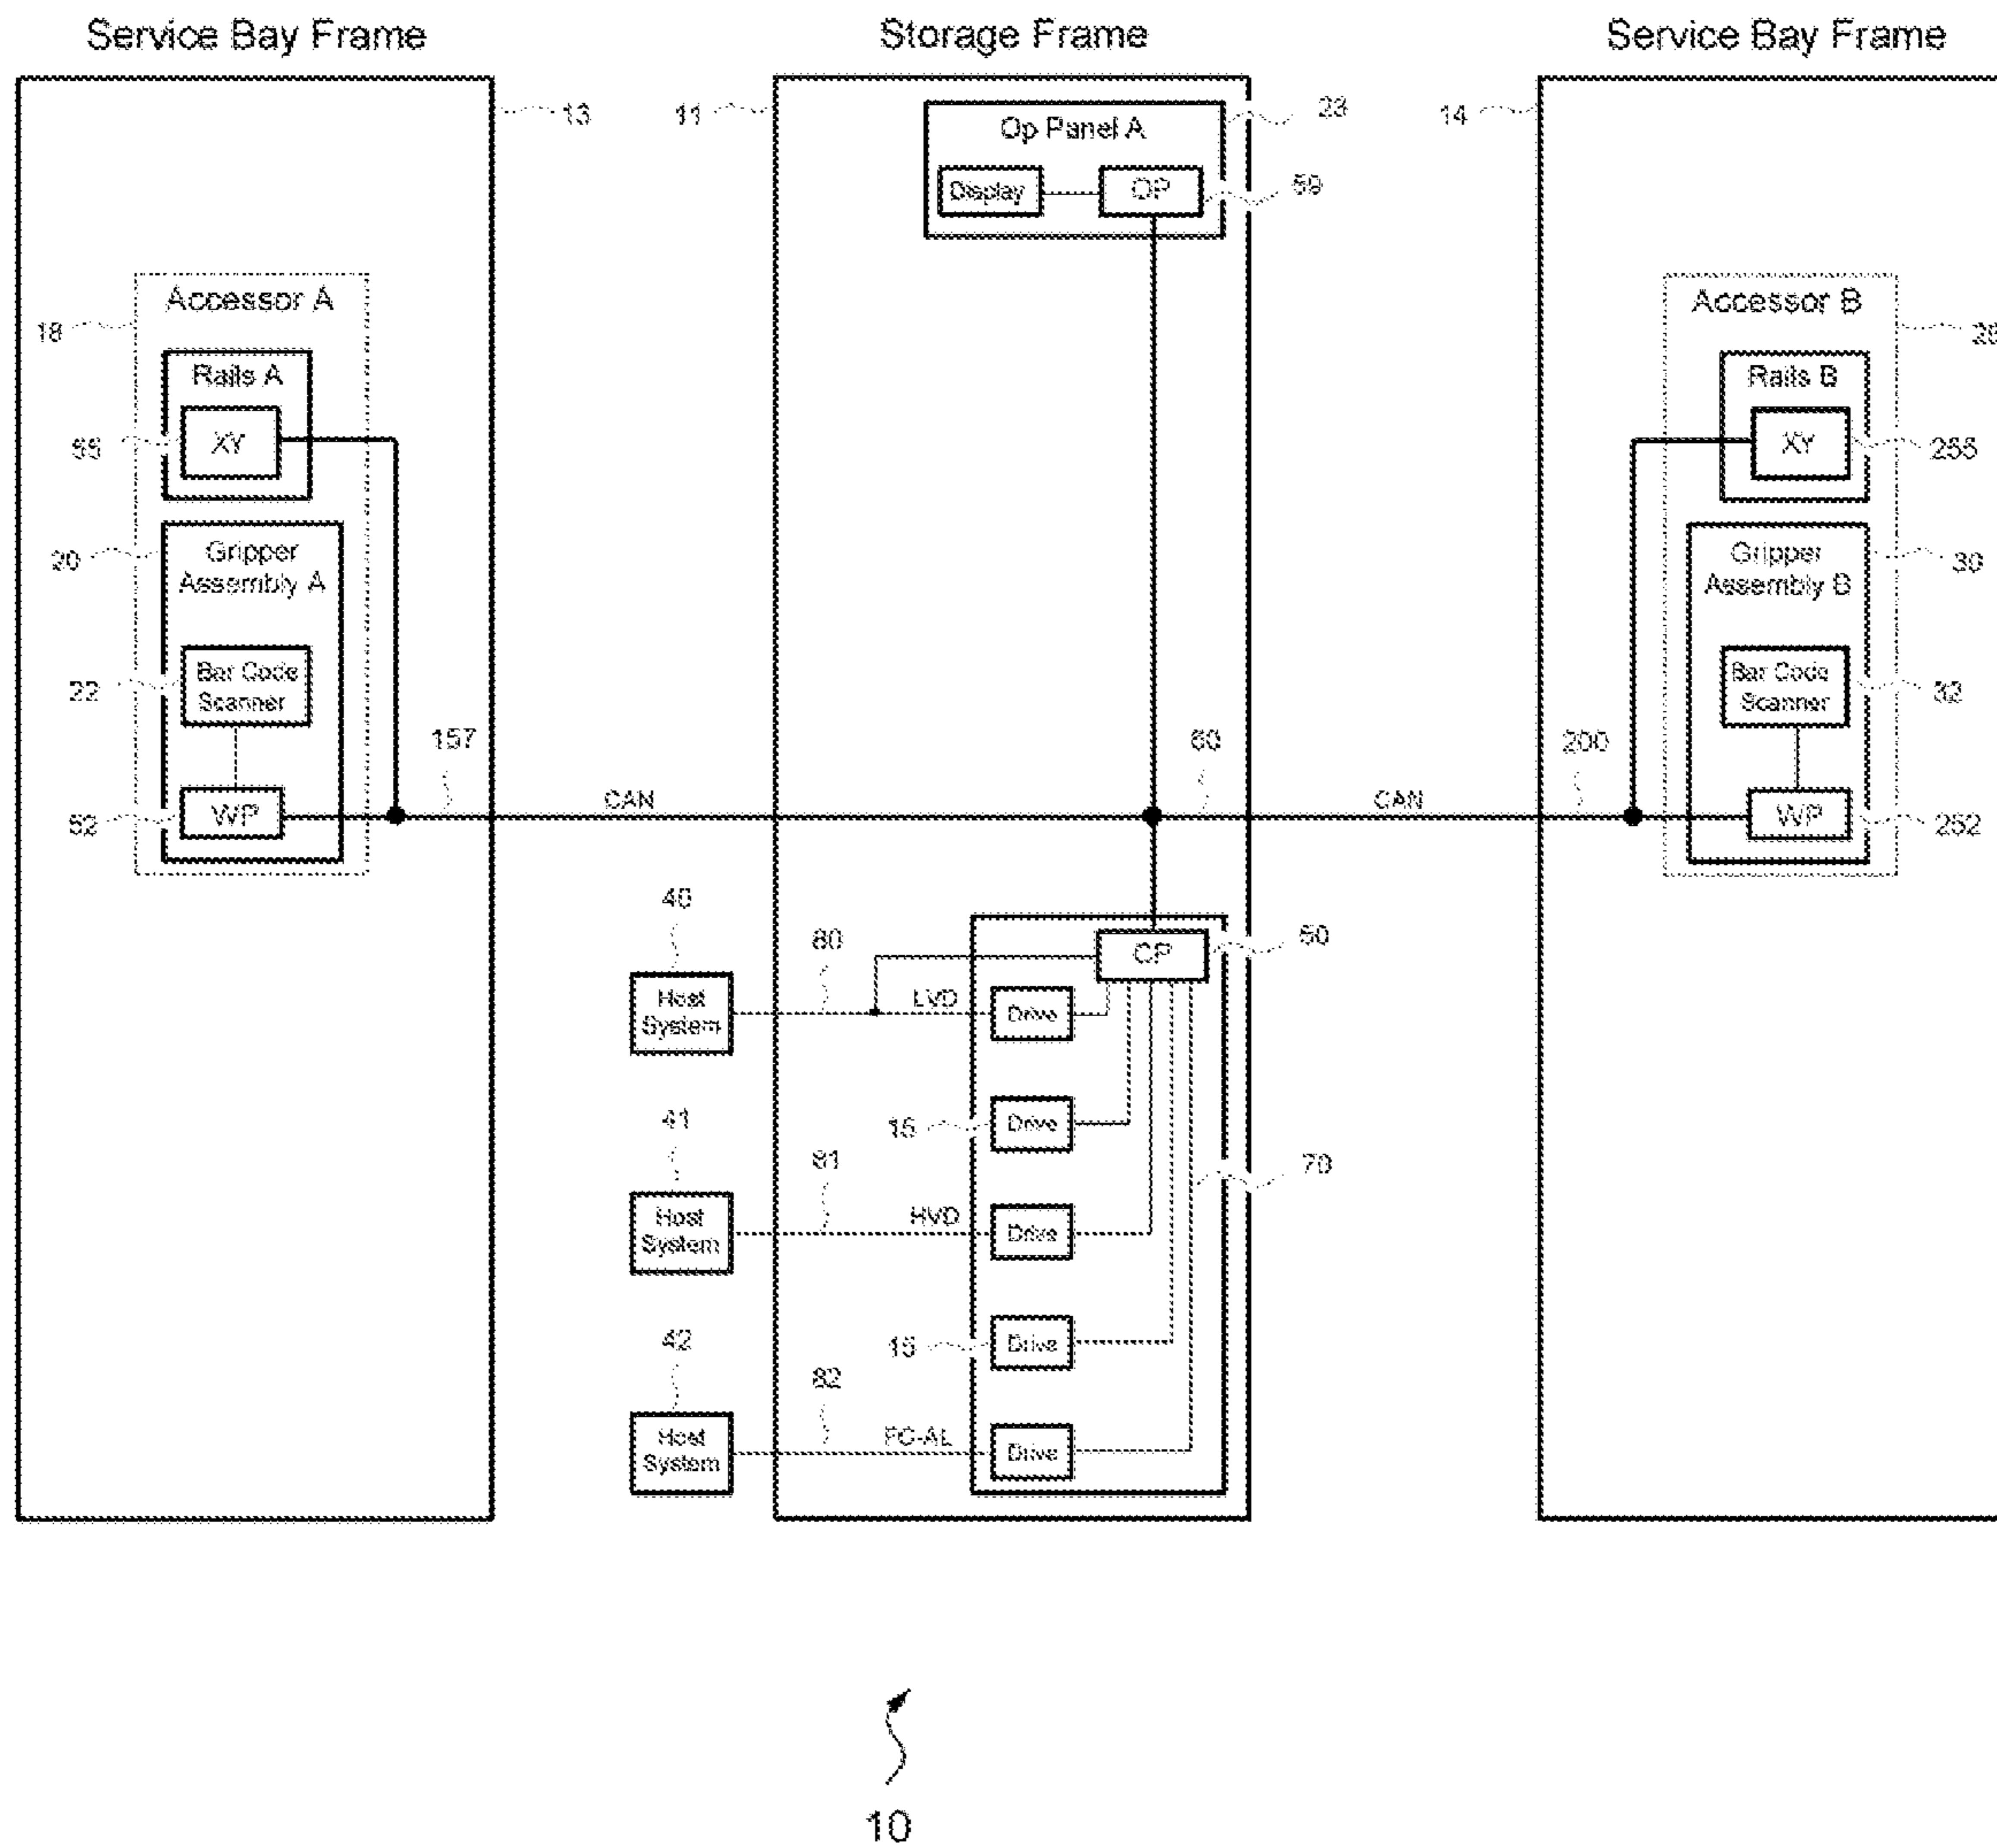 Service Bay Frame
Storage Frame
Service Bay Frame
13
11
23
14
Op Panel A
Display
OP
59
Accessor A
18
Rails A
XY
55
20
Gripper
Assembly A
22
Bar Code
Scanner
WP
52
157
CAN
60
CAN
200
Accessor B
Rails B
XY
255
Gripper
Assembly B
30
Bar Code
Scanner
32
WP
252
40
Host
System
80
LVD
CP
50
Drive
15
Drive
41
Host
System
81
HVD
Drive
70
15
Drive
42
Host
System
82
FC-AL
Drive
10